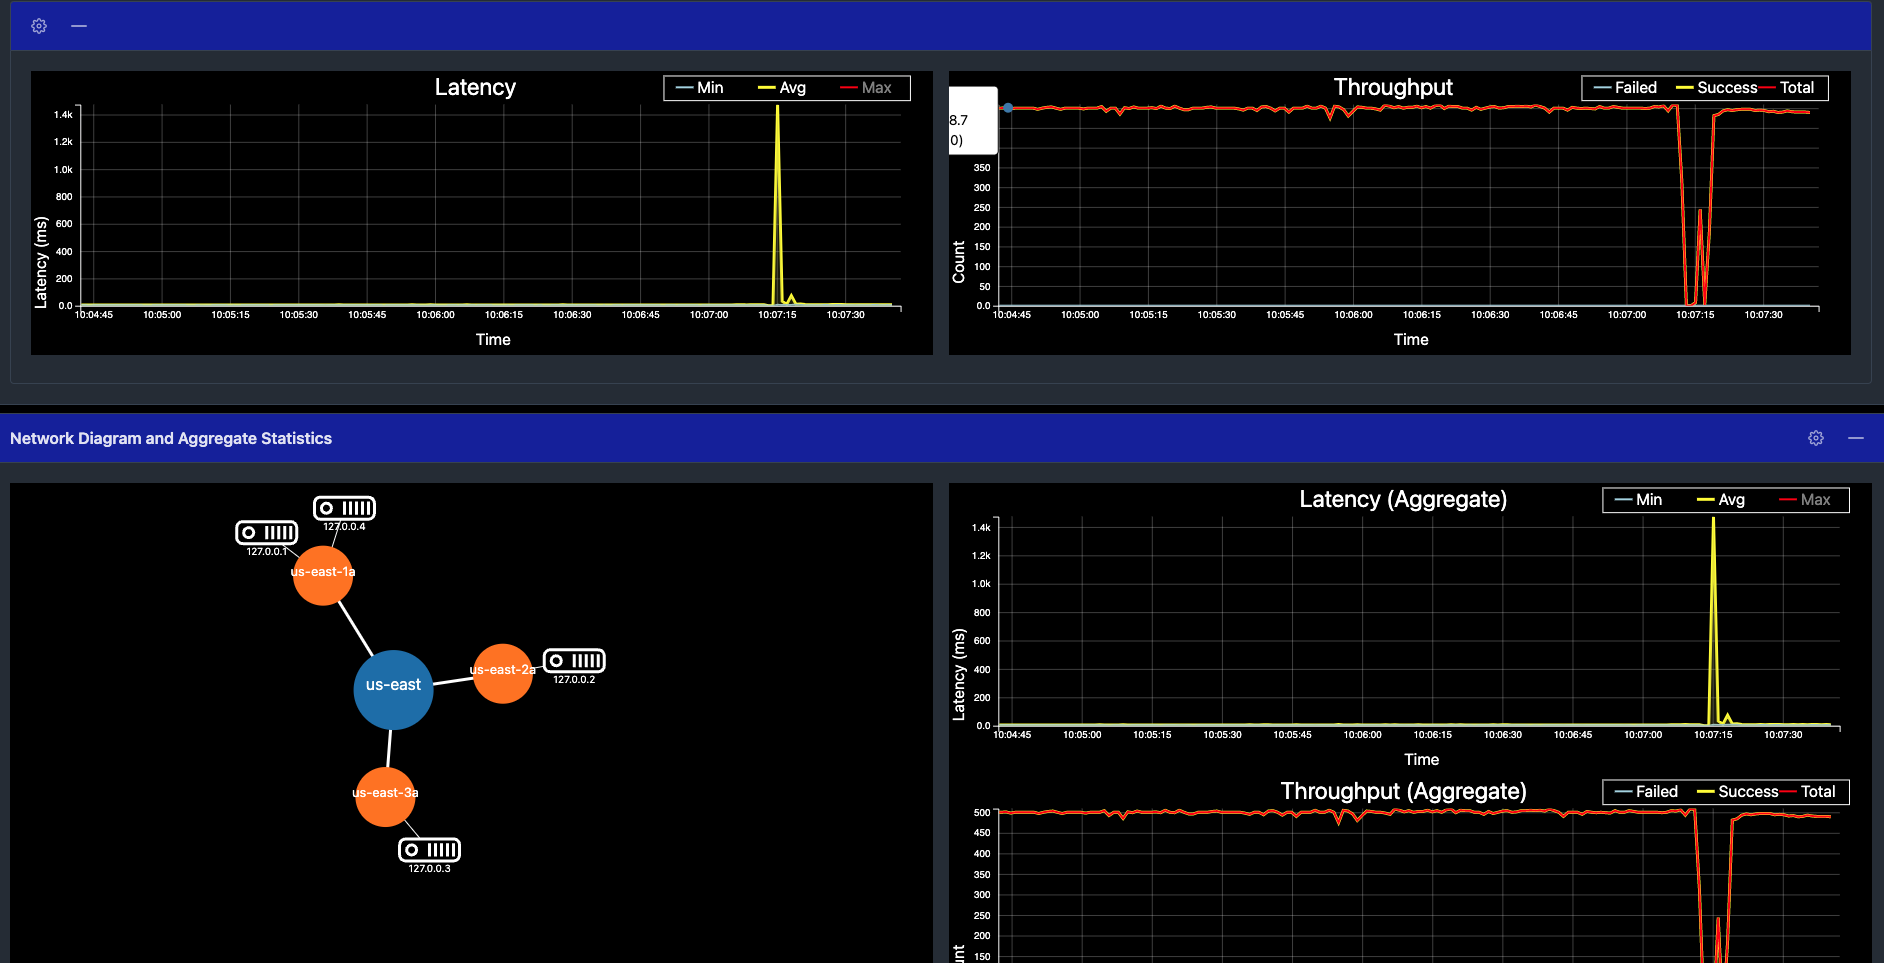 Latency
Min Avg Max
1.4k
1.2k
1.0k
800
600
400
200
0.0
Latency (ms)
10:04:45 10:05:00 10:05:15 10:05:30 10:05:45 10:06:00 10:06:15 10:06:30 10:06:45 10:07:00 10:07:15 10:07:30
Time
Throughput
Failed Success Total
8.7
0)
350
300
250
200
150
100
50
0.0
Count
10:04:45 10:05:00 10:05:15 10:05:30 10:05:45 10:06:00 10:06:15 10:06:30 10:06:45 10:07:00 10:07:15 10:07:30
Time
Network Diagram and Aggregate Statistics
127.0.0.4
127.0.0.1
us-east-1a
us-east-2a
127.0.0.2
us-east
us-east-3a
127.0.0.3
Latency (Aggregate)
Min Avg Max
1.4k
1.2k
1.0k
800
600
400
200
0.0
Latency (ms)
10:04:45 10:05:00 10:05:15 10:05:30 10:05:45 10:06:00 10:06:15 10:06:30 10:06:45 10:07:00 10:07:15 10:07:30
Time
Throughput (Aggregate)
Failed Success Total
500
450
400
350
300
250
200
150
unt